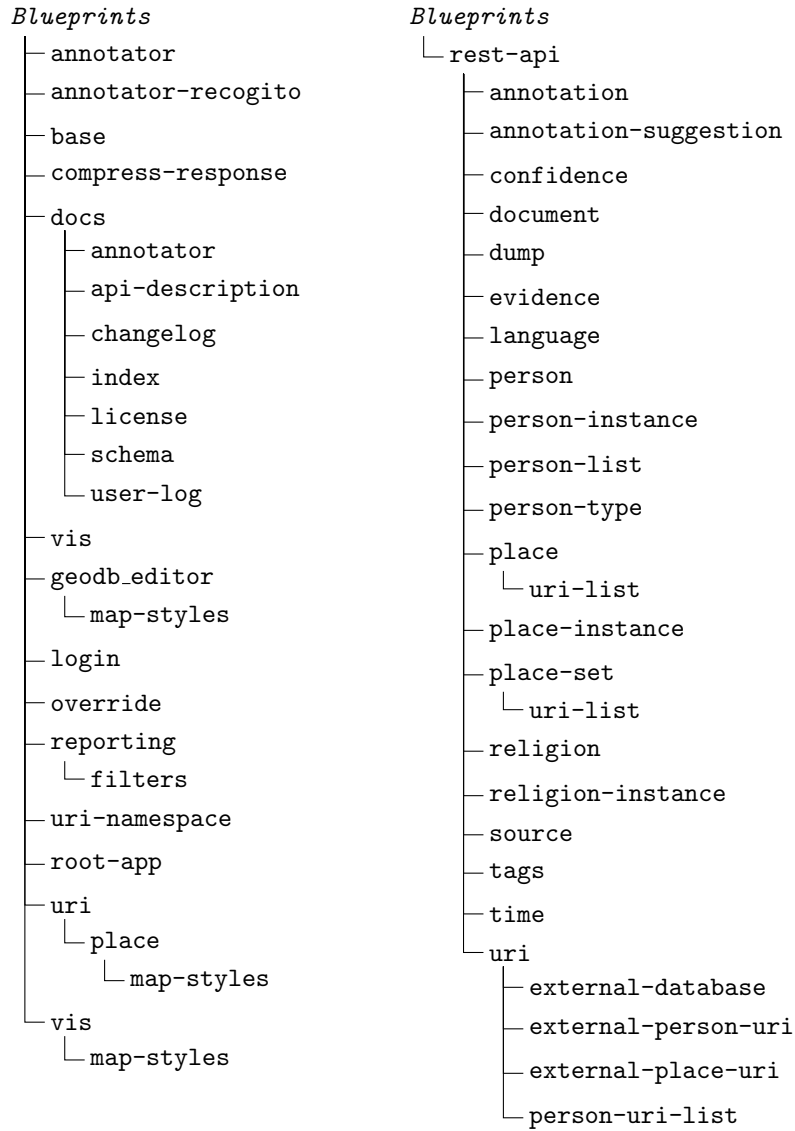 Blueprints
annotator
annotator-recogito
base
compress-response
docs
annotator
api-description
changelog
index
license
schema
user-log
vis
geodb_editor
map-styles
login
override
reporting
filters
uri-namespace
root-app
uri
place
map-styles
vis
map-styles
Blueprints
rest-api
annotation
annotation-suggestion
confidence
document
dump
evidence
language
person
person-instance
person-list
person-type
place
uri-list
place-instance
place-set
uri-list
religion
religion-instance
source
tags
time
uri
external-database
external-person-uri
external-place-uri
person-uri-list